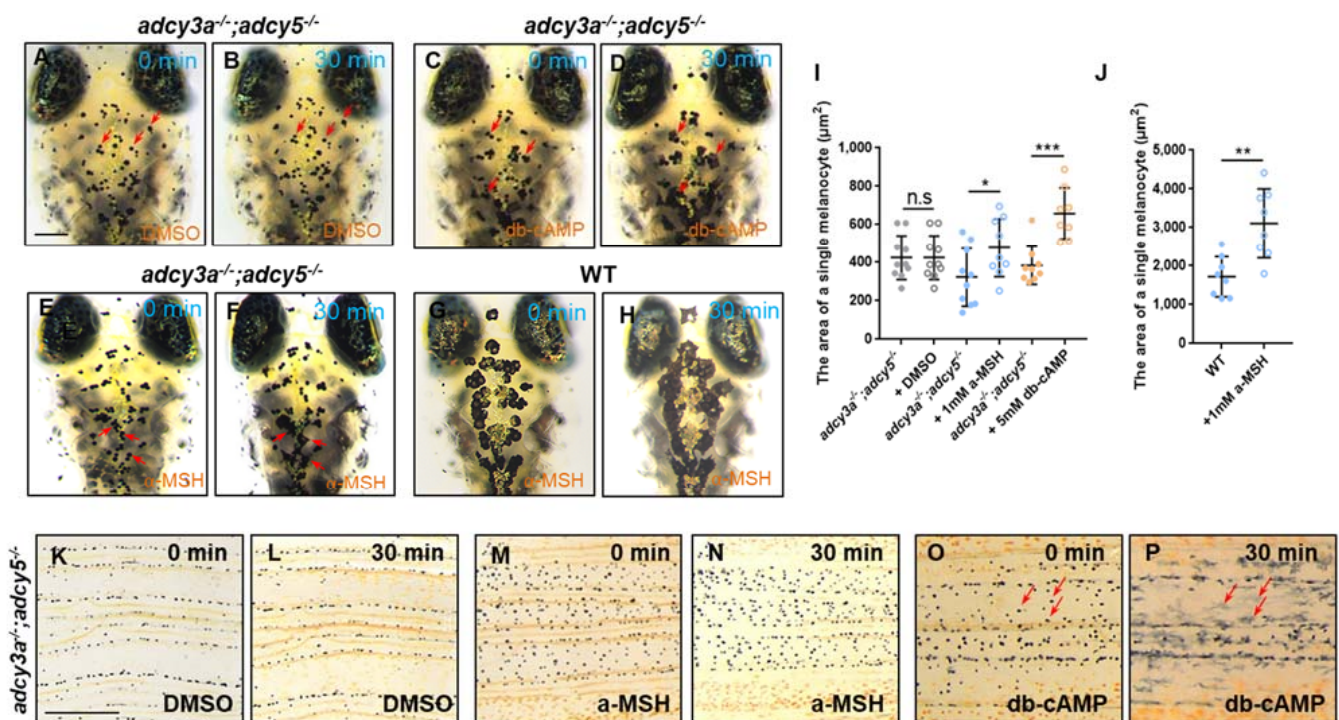 adcy3a-/-;adcy5-/-
adcy3a-/-;adcy5-/-
A 0 min
DMSO
B 30 min
DMSO
C 0 min
db-cAMP
D 30 min
db-cAMP
adcy3a-/-;adcy5-/-
WT
E 0 min
α-MSH
F 30 min
α-MSH
G 0 min
α-MSH
H 30 min
α-MSH
I
The area of a single melanocyte (µm²)
1,000
800
600
400
200
0
n.s
*
***
adcy3a-/-;adcy5-/-
+ DMSO
adcy3a-/-;adcy5-/-
+ 1mM a-MSH
adcy3a-/-;adcy5-/-
+ 5mM db-cAMP
J
The area of a single melanocyte (µm²)
5,000
4,000
3,000
2,000
1,000
0
**
WT
+1mM a-MSH
adcy3a-/-;adcy5-/-
K 0 min
DMSO
L 30 min
DMSO
M 0 min
a-MSH
N 30 min
a-MSH
O 0 min
db-cAMP
P 30 min
db-cAMP